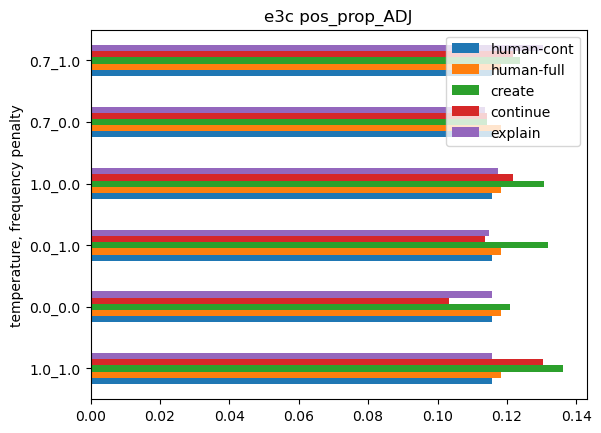 e3c pos_prop_ADJ
human-cont
human-full
create
continue
explain
temperature, frequency penalty
0.7_1.0
0.7_0.0
1.0_0.0
0.0_1.0
0.0_0.0
1.0_1.0
0.00 0.02 0.04 0.06 0.08 0.10 0.12 0.14